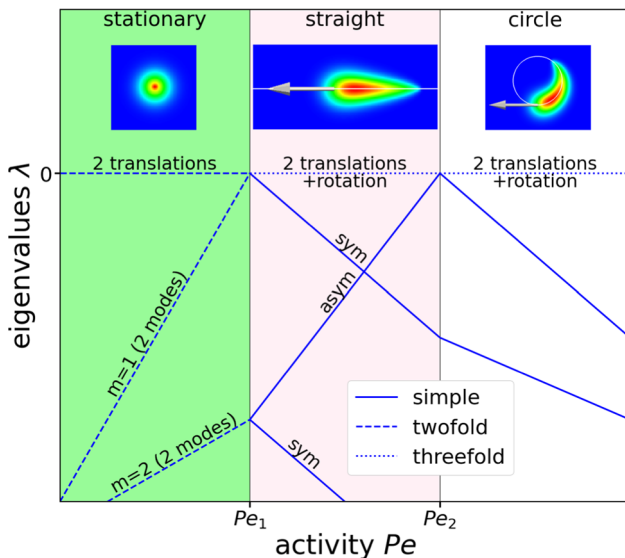 stationary
straight
circle
2 translations
2 translations
+rotation
2 translations
+rotation
0
eigenvalues λ
m=1 (2 modes)
m=2 (2 modes)
sym
asym
sym
simple
twofold
threefold
Pe₁
Pe₂
activity Pe